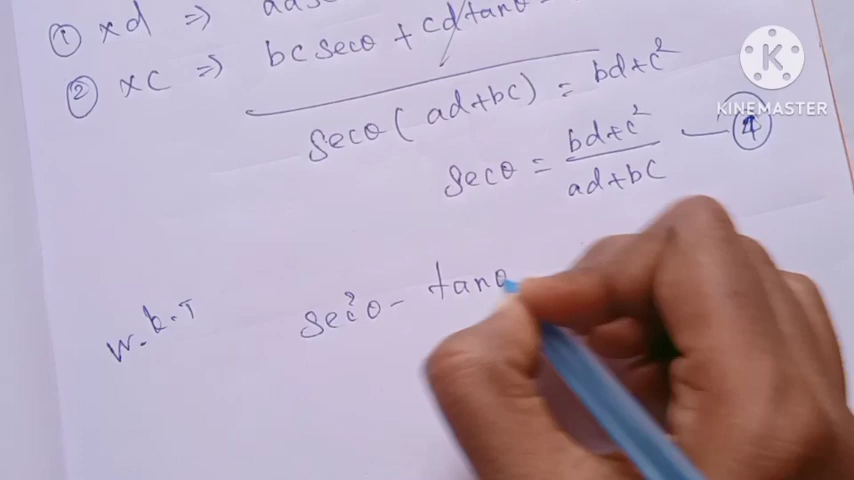 ① xd ⇒
② xc ⇒ bc secθ + cd tanθ
secθ ( ad+bc) = bd+c²
secθ = bd+c² / ad+bc — ④
w.k.T sec²θ - tanθ
KINEMASTER